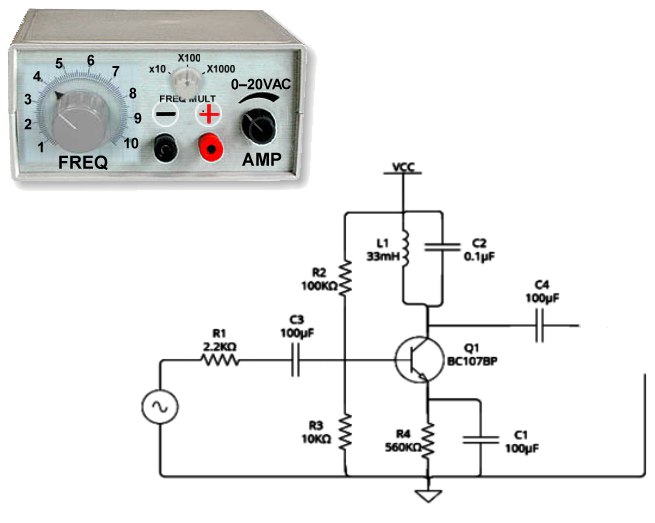 X100
x10
X1000
5
6
4
7
3
8
2
9
1
10
0–20VAC
FREQ MULT
−
+
FREQ
AMP
VCC
L1
33mH
C2
0.1µF
R2
100KΩ
C4
100µF
C3
100µF
R1
2.2KΩ
Q1
BC107BP
R3
10KΩ
R4
560KΩ
C1
100µF